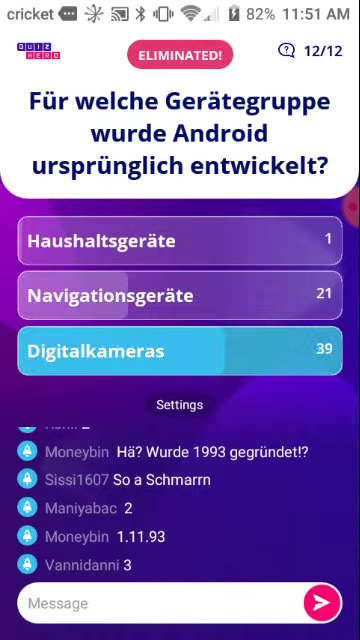 cricket 82% 11:51 AM
QUIZ
HERO
ELIMINATED!
12/12
Für welche Gerätegruppe
wurde Android
ursprünglich entwickelt?
Haushaltsgeräte 1
Navigationsgeräte 21
Digitalkameras 39
Settings
Moneybin Hä? Wurde 1993 gegründet!?
Sissi1607 So a Schmarrn
Maniyabac 2
Moneybin 1.11.93
Vannidanni 3
Message